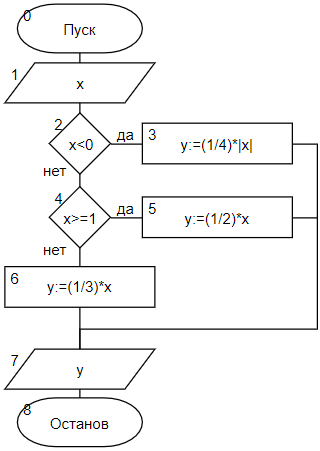 0
Пуск
1
x
2
x<0
да
3
y:=(1/4)*|x|
нет
4
x>=1
да
5
y:=(1/2)*x
нет
6
y:=(1/3)*x
7
y
8
Останов